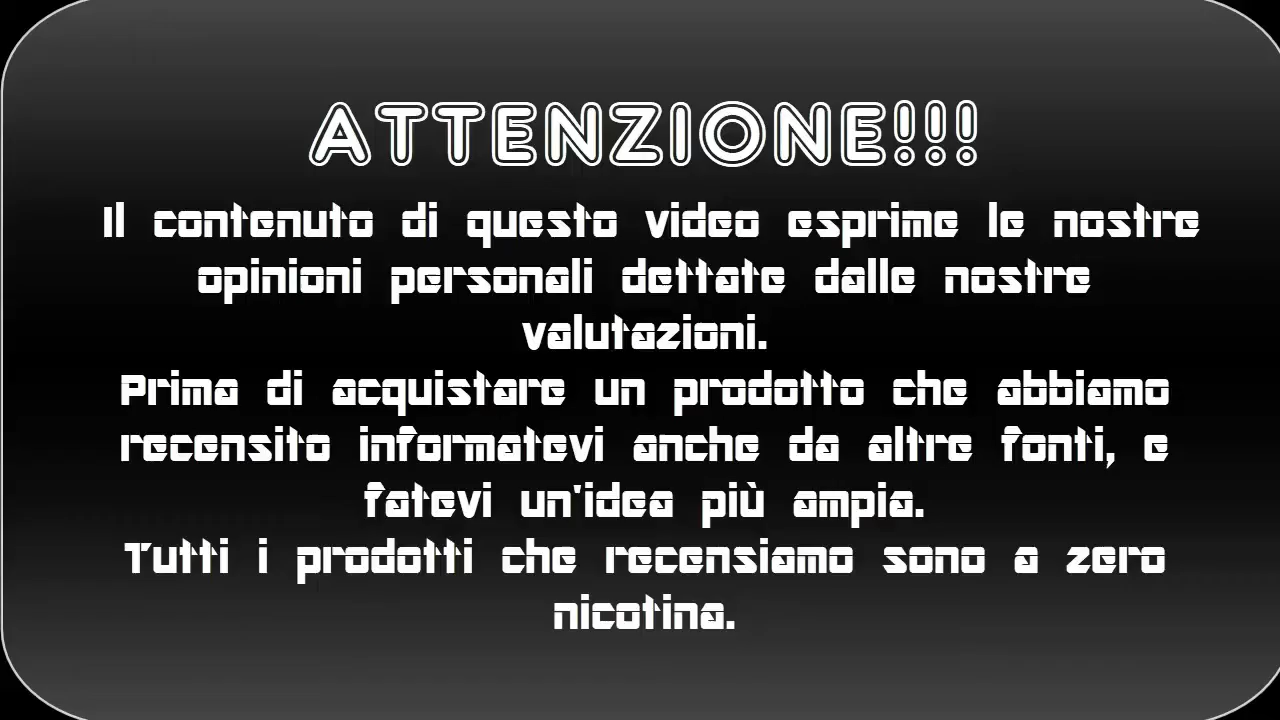 ATTENZIONE!!!
Il contenuto di questo video esprime le nostre
opinioni personali dettate dalle nostre
valutazioni.
Prima di acquistare un prodotto che abbiamo
recensito informatevi anche da altre fonti, e
fatevi un'idea più ampia.
Tutti i prodotti che recensiamo sono a zero
nicotina.